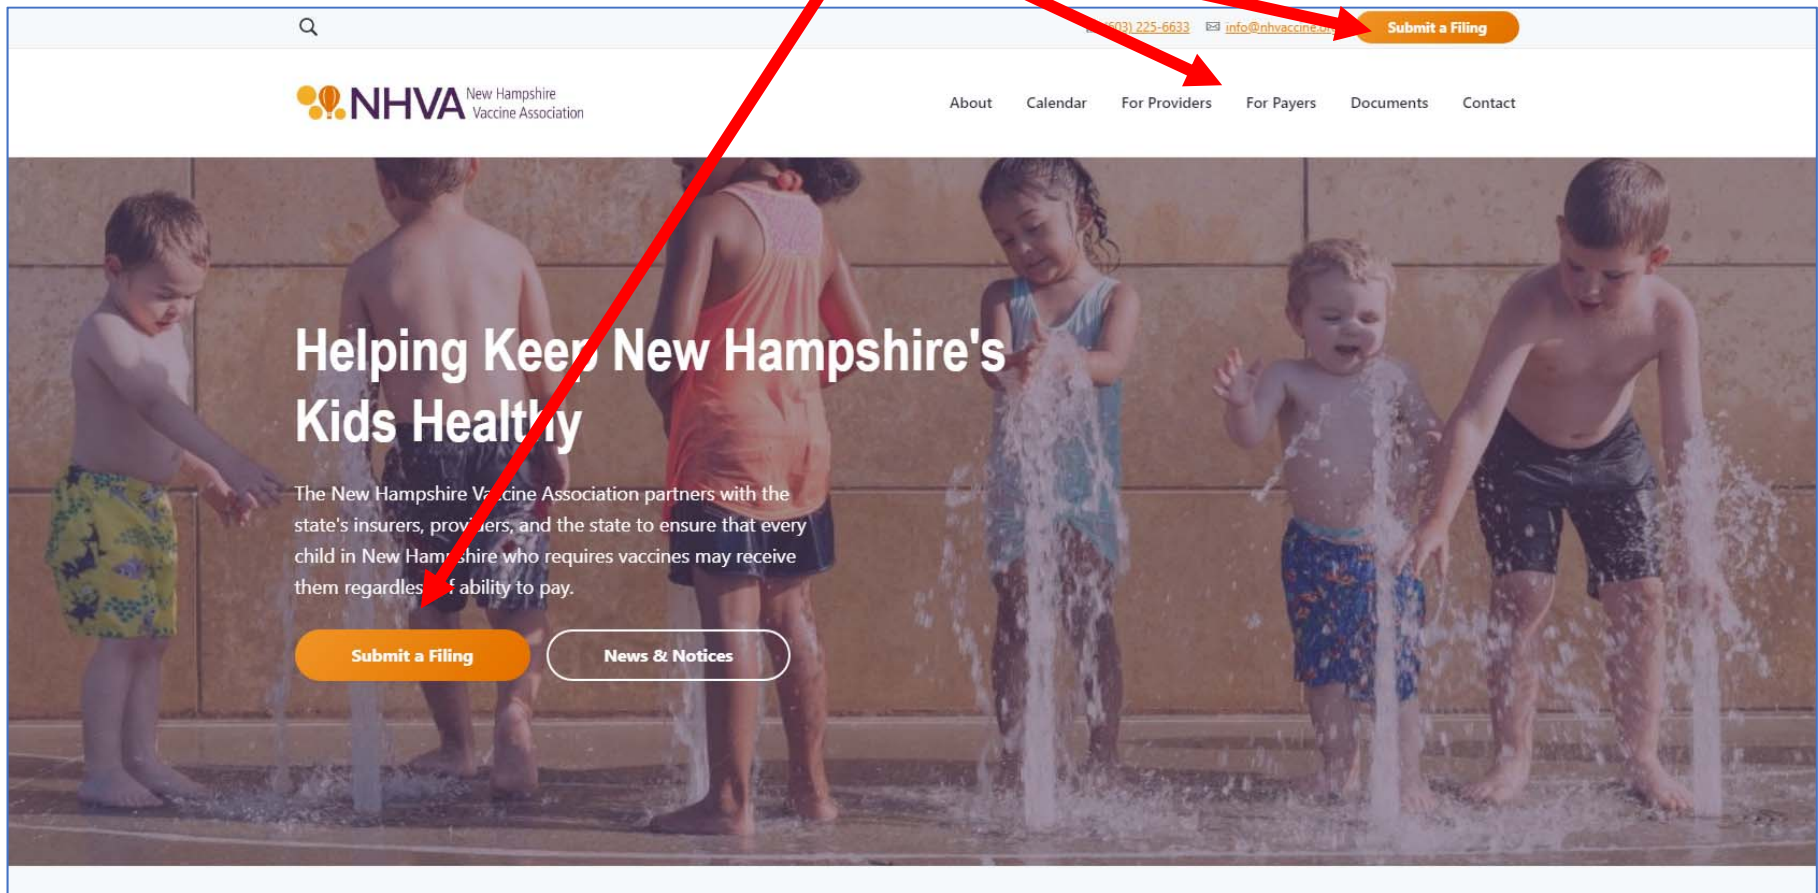 (603) 225-6633 info@nhvaccine.or Submit a Filing
NHVA New Hampshire
Vaccine Association
About Calendar For Providers For Payers Documents Contact
Helping Keep New Hampshire's
Kids Healthy
The New Hampshire Vaccine Association partners with the
state's insurers, providers, and the state to ensure that every
child in New Hampshire who requires vaccines may receive
them regardless of ability to pay.
Submit a Filing News & Notices